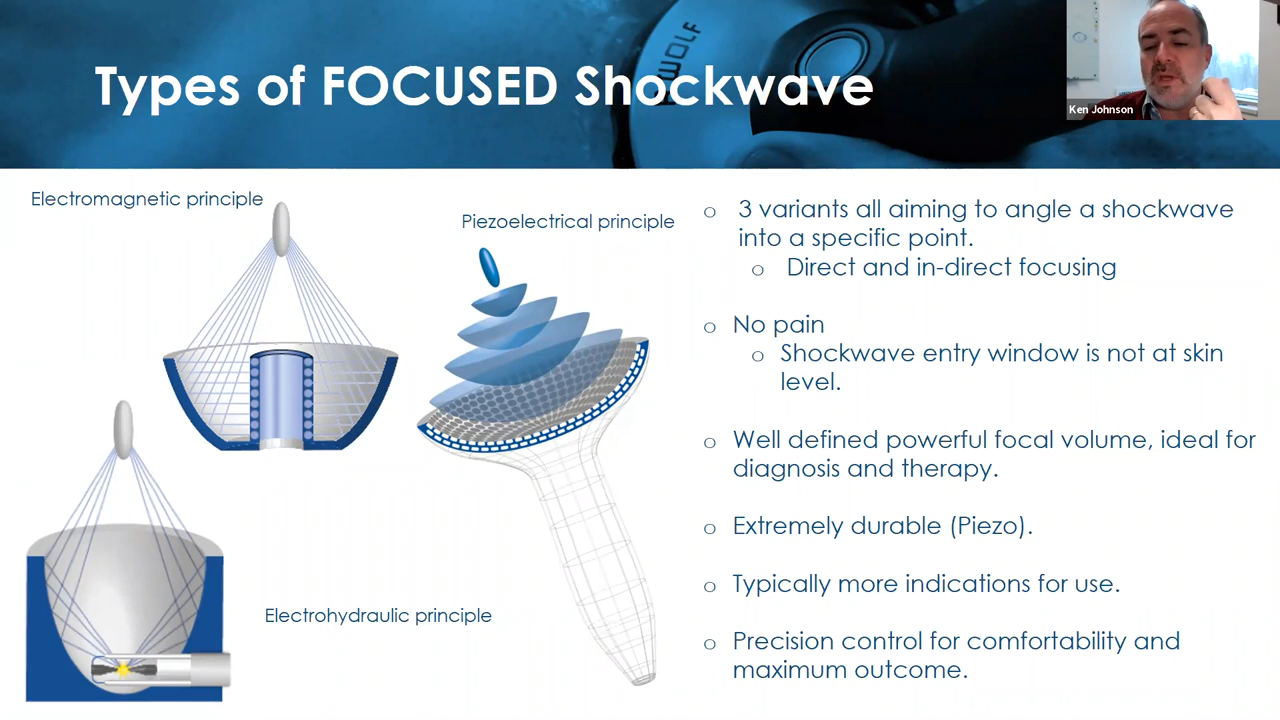 Types of FOCUSED Shockwave
WOLF
Ken Johnson
Electromagnetic principle
Piezoelectrical principle
Electrohydraulic principle
o 3 variants all aiming to angle a shockwave
into a specific point.
o Direct and in-direct focusing
o No pain
o Shockwave entry window is not at skin
level.
o Well defined powerful focal volume, ideal for
diagnosis and therapy.
o Extremely durable (Piezo).
o Typically more indications for use.
o Precision control for comfortability and
maximum outcome.